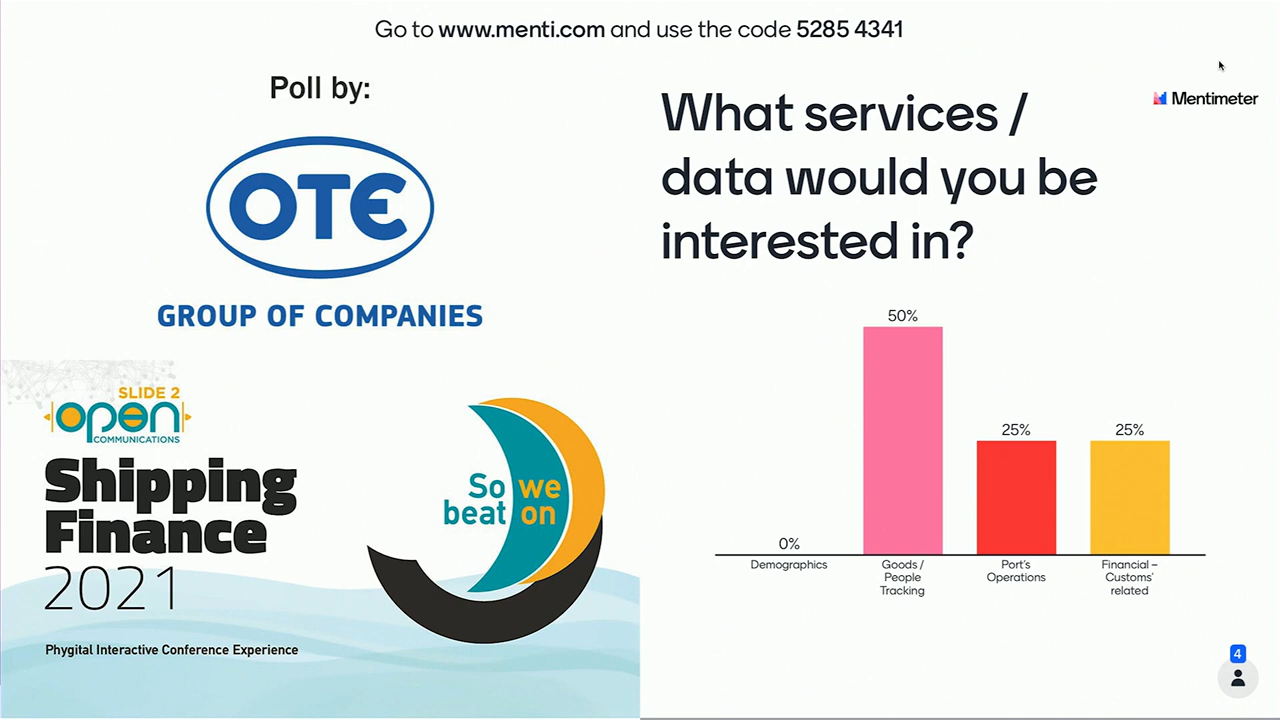 Go to www.menti.com and use the code 5285 4341
Poll by:
OTE
GROUP OF COMPANIES
SLIDE 2
open
COMMUNICATIONS
Shipping
Finance
2021
Phygital Interactive Conference Experience
So we
beat on
Mentimeter
What services /
data would you be
interested in?
50%
25%
25%
0%
Demographics
Goods /
People
Tracking
Port's
Operations
Financial –
Customs'
related
4